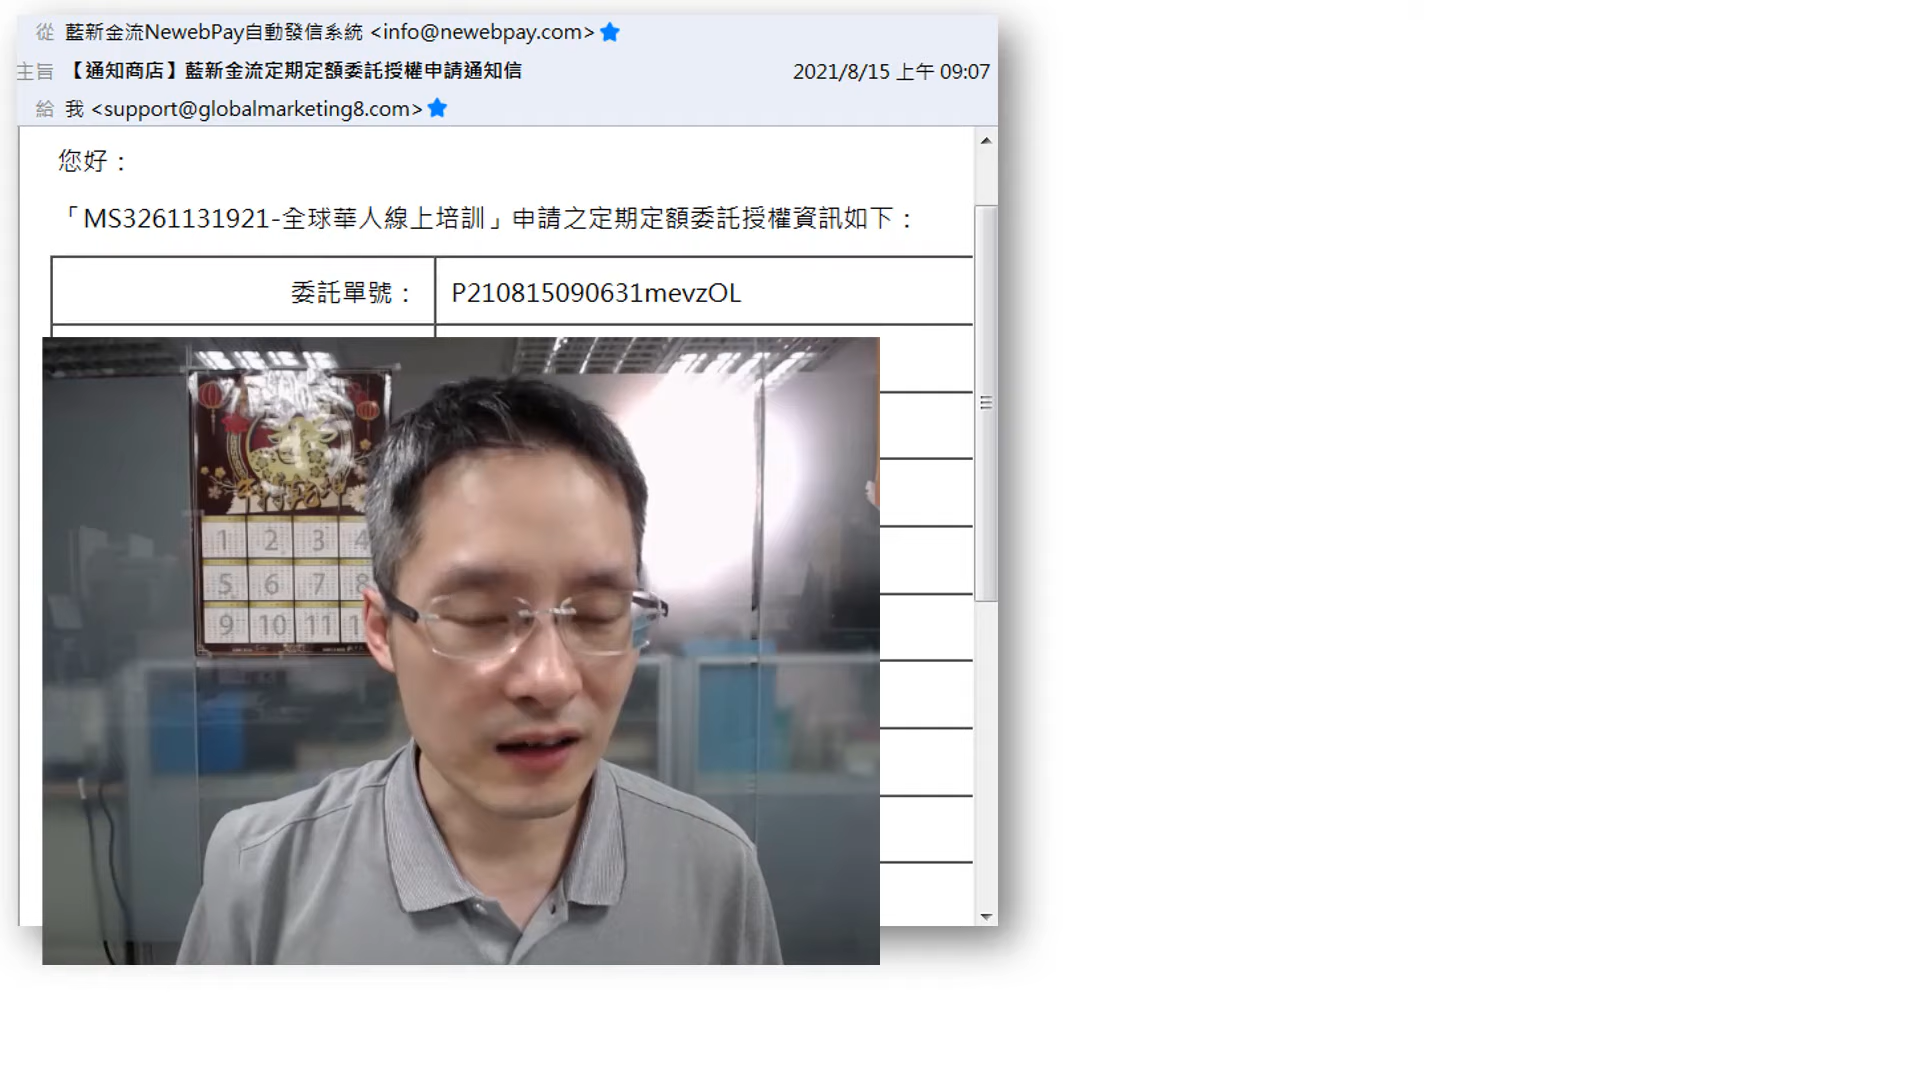 從 藍新金流NewebPay自動發信系統 <info@newebpay.com>
主旨 【通知商店】藍新金流定期定額委託授權申請通知信 2021/8/15 上午 09:07
給 我 <support@globalmarketing8.com>
您好：
「MS3261131921-全球華人線上培訓」申請之定期定額委託授權資訊如下：
委託單號： P210815090631mevzOL
1 2 3 4
5 6 7 8
9 10 11